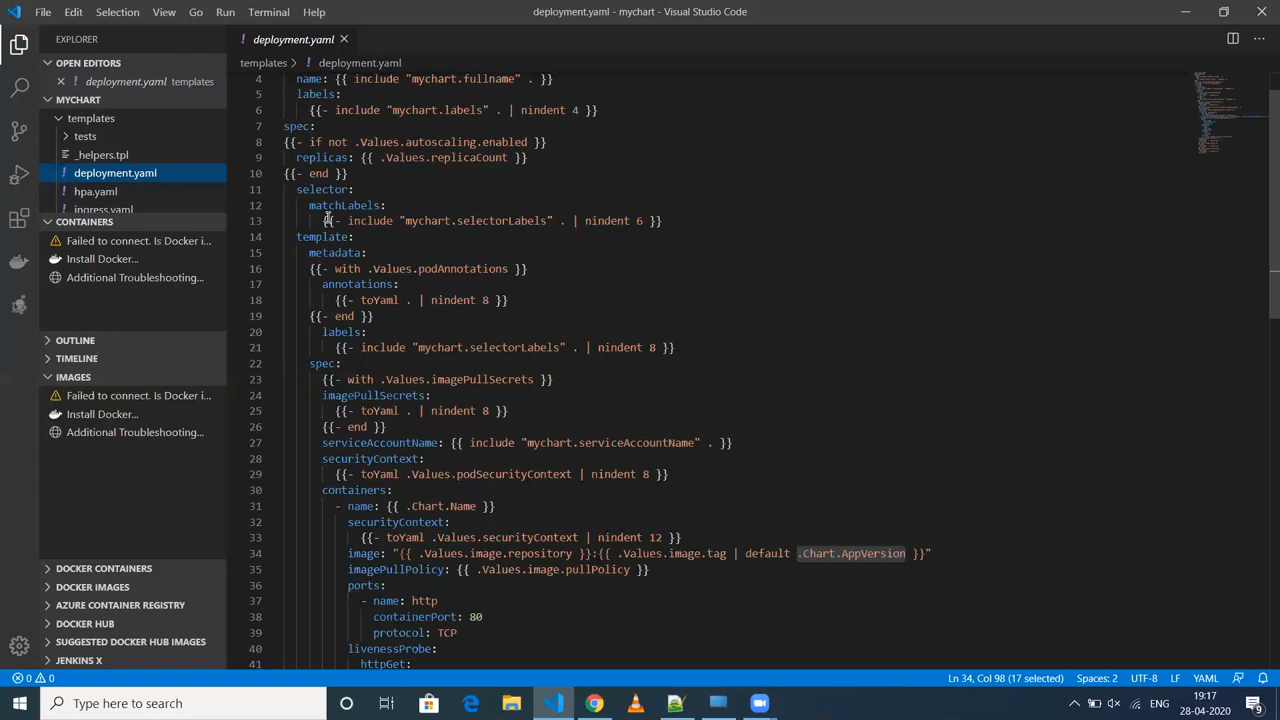 File Edit Selection View Go Run Terminal Help
deployment.yaml - mychart - Visual Studio Code
EXPLORER
OPEN EDITORS
! deployment.yaml templates
MYCHART
templates
tests
_helpers.tpl
! deployment.yaml
! hpa.yaml
! ingress.yaml
CONTAINERS
Failed to connect. Is Docker i...
Install Docker...
Additional Troubleshooting...
OUTLINE
TIMELINE
IMAGES
Failed to connect. Is Docker i...
Install Docker...
Additional Troubleshooting...
DOCKER CONTAINERS
DOCKER IMAGES
AZURE CONTAINER REGISTRY
DOCKER HUB
SUGGESTED DOCKER HUB IMAGES
JENKINS X
! deployment.yaml
templates > ! deployment.yaml
4 name: {{ include "mychart.fullname" . }}
5 labels:
6 {{- include "mychart.labels" . | nindent 4 }}
7 spec:
8 {{- if not .Values.autoscaling.enabled }}
9 replicas: {{ .Values.replicaCount }}
10 {{- end }}
11 selector:
12 matchLabels:
13 {{- include "mychart.selectorLabels" . | nindent 6 }}
14 template:
15 metadata:
16 {{- with .Values.podAnnotations }}
17 annotations:
18 {{- toYaml . | nindent 8 }}
19 {{- end }}
20 labels:
21 {{- include "mychart.selectorLabels" . | nindent 8 }}
22 spec:
23 {{- with .Values.imagePullSecrets }}
24 imagePullSecrets:
25 {{- toYaml . | nindent 8 }}
26 {{- end }}
27 serviceAccountName: {{ include "mychart.serviceAccountName" . }}
28 securityContext:
29 {{- toYaml .Values.podSecurityContext | nindent 8 }}
30 containers:
31 - name: {{ .Chart.Name }}
32 securityContext:
33 {{- toYaml .Values.securityContext | nindent 12 }}
34 image: "{{ .Values.image.repository }}:{{ .Values.image.tag | default .Chart.AppVersion }}"
35 imagePullPolicy: {{ .Values.image.pullPolicy }}
36 ports:
37 - name: http
38 containerPort: 80
39 protocol: TCP
40 livenessProbe:
41 httpGet:
0 0
Ln 34, Col 98 (17 selected) Spaces: 2 UTF-8 LF YAML
Type here to search
ENG
19:17
28-04-2020
9